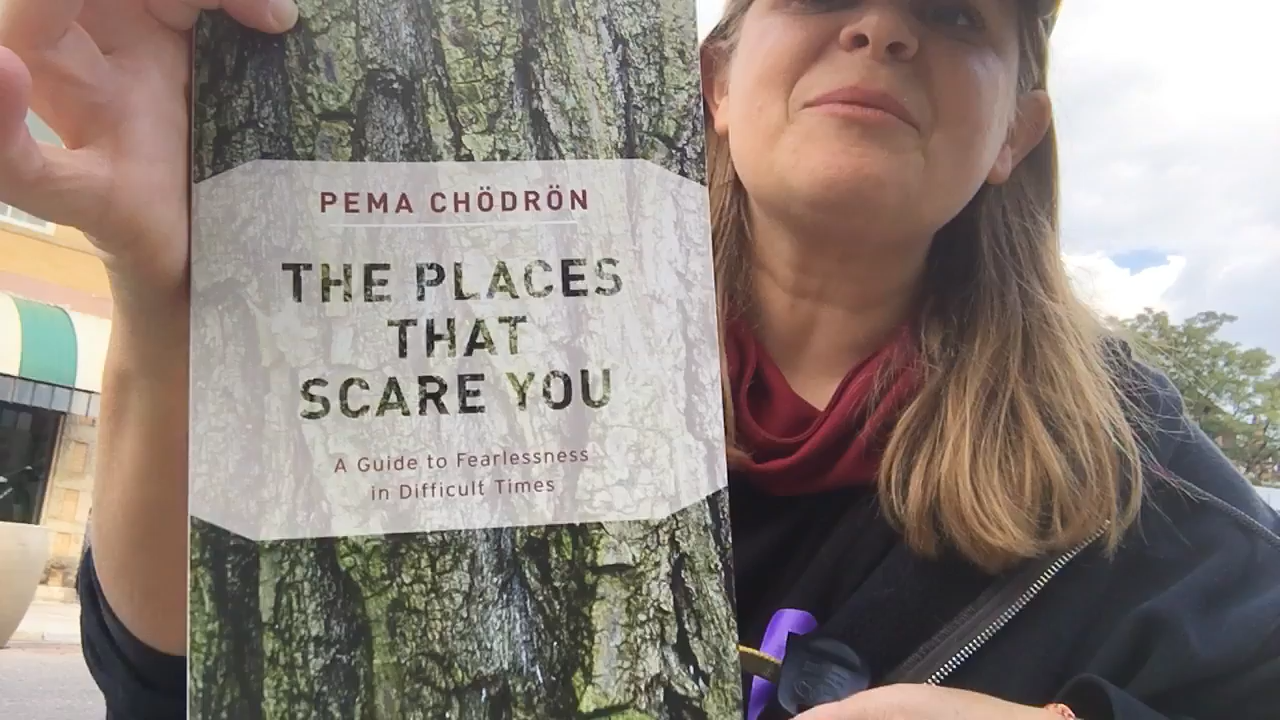 PEMA CHÖDRÖN
THE PLACES
THAT
SCARE YOU
A Guide to Fearlessness
in Difficult Times